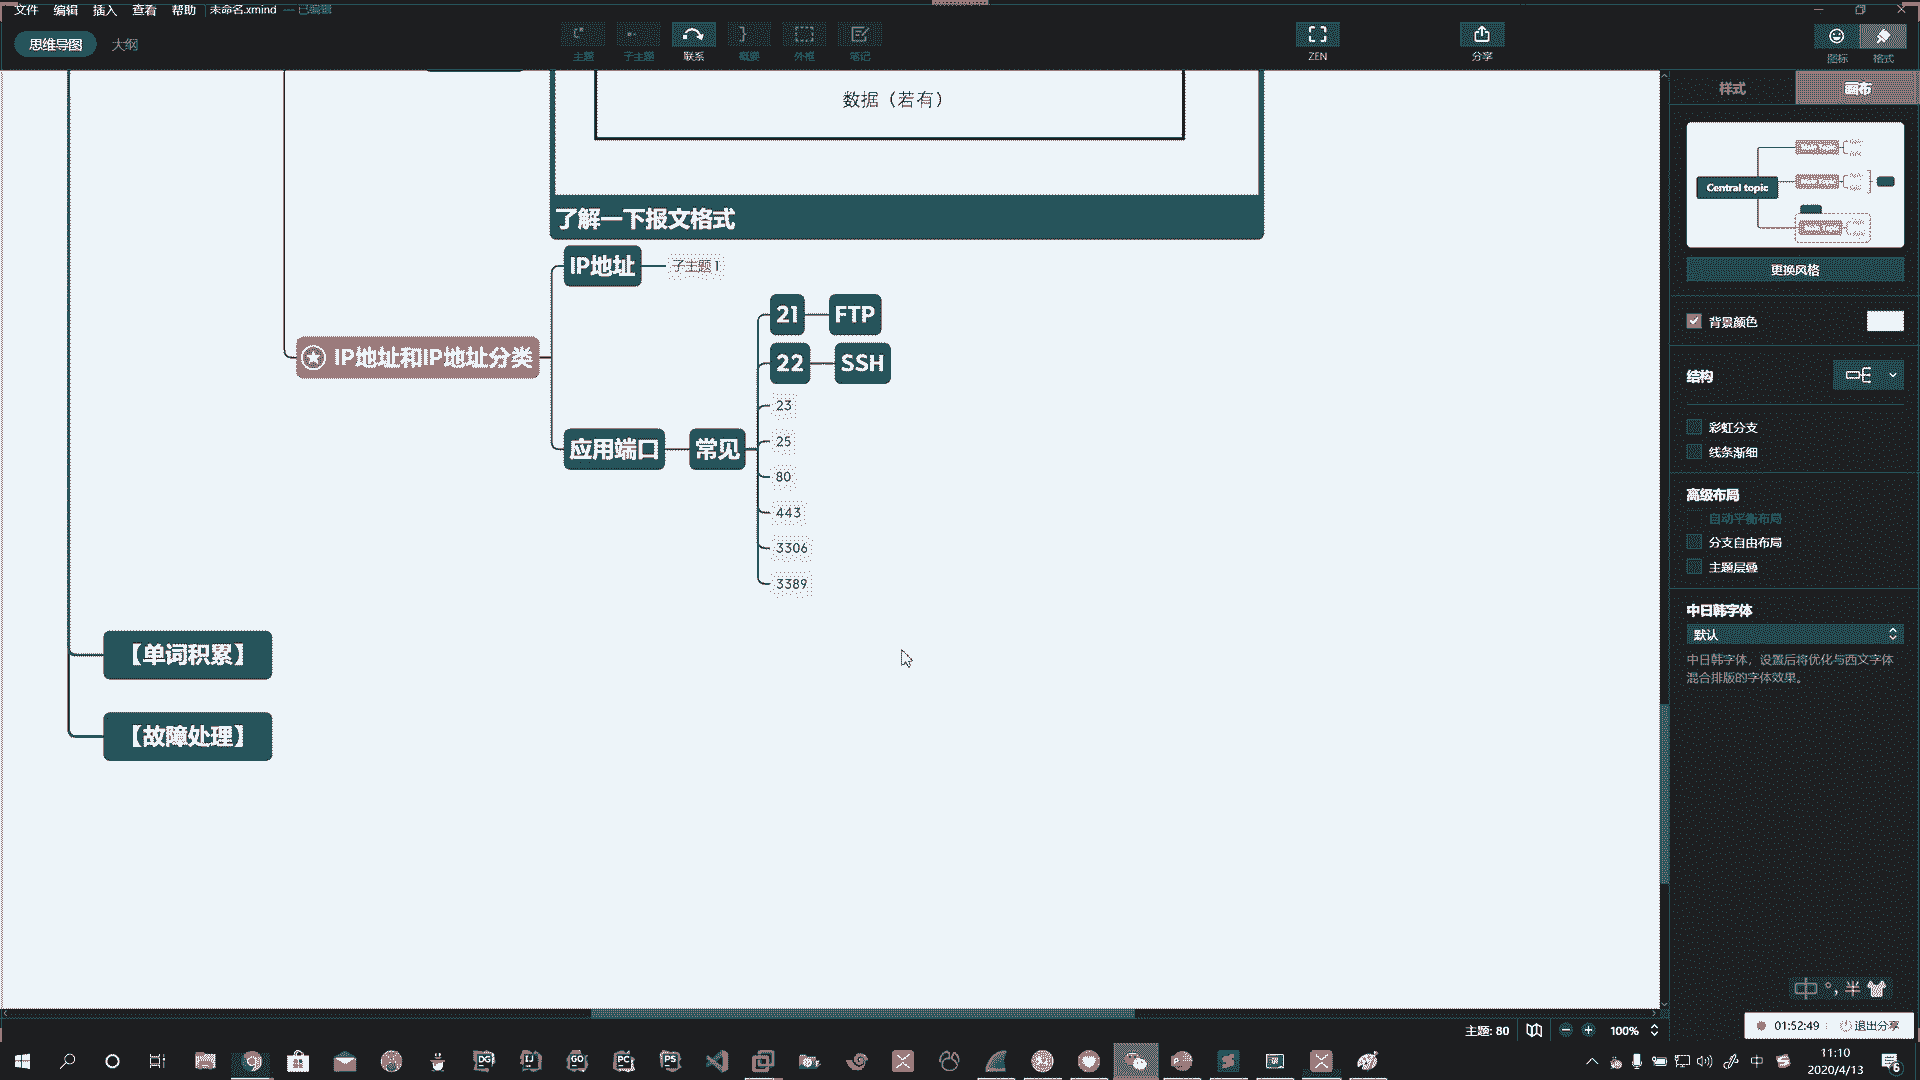 文件 编辑 插入 查看 帮助 未命名.xmind — 已编辑
思维导图 大纲
主题 子主题 联系 概要 外框 笔记 ZEN 分享 图标 格式
样式 画布
数据（若有）
了解一下报文格式
IP地址 子主题 1
21 FTP
22 SSH
IP地址和IP地址分类
23
25
应用端口 常见
80
443
3306
3389
【单词积累】
【故障处理】
Central topic
更换风格
背景颜色
结构
彩虹分支
线条渐细
高级布局
自动平衡布局
分支自由布局
主题层叠
中日韩字体
默认
中日韩字体，设置后将优化与西文字体
混合排版的字体效果。
中 °, 半
主题: 80 100%
01:52:49 退出分享
DG IJ GO PC PS
中
11:10
2020/4/13
6